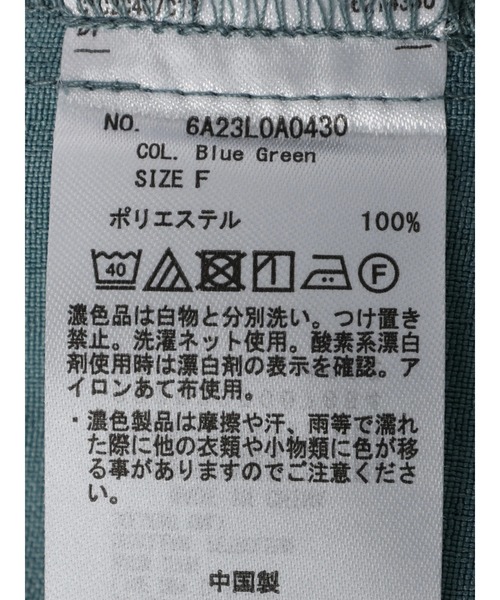 NO. 6A23L0A0430
COL. Blue Green
SIZE F
ポリエステル 100%
40 F
濃色品は白物と分別洗い。つけ置き
禁止。洗濯ネット使用。酸素系漂白
剤使用時は漂白剤の表示を確認。ア
イロンあて布使用。
・濃色製品は摩擦や汗、雨等で濡れ
た際に他の衣類や小物類に色が移
る事がありますのでご注意くださ
い。
中国製